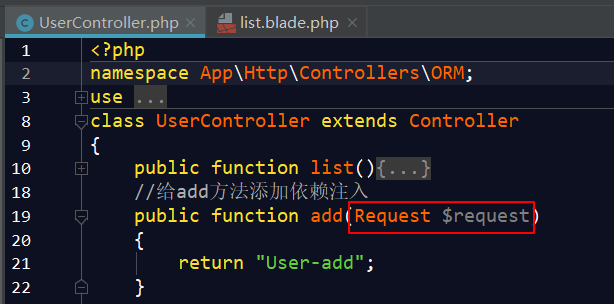 UserController.php × list.blade.php ×
1 <?php
2 namespace App\Http\Controllers\ORM;
3 use ...
8 class UserController extends Controller
9 {
10 public function list(){...}
18 //给add方法添加依赖注入
19 public function add(Request $request)
20 {
21 return "User-add";
22 }